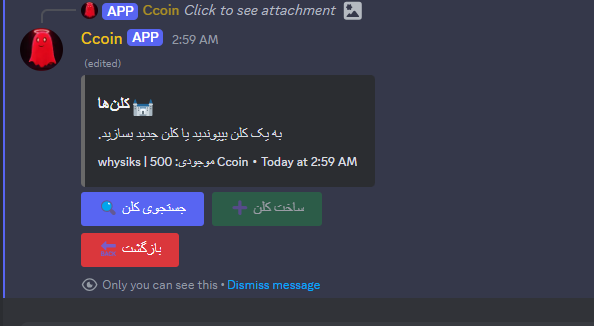 APP Ccoin Click to see attachment
Ccoin APP 2:59 AM
(edited)
کلن‌ها
به یک کلن بپیوندید یا کلن جدید بسازید.
whysiks | موجودی: 500 Ccoin • Today at 2:59 AM
جستجوی کلن
ساخت کلن
بازگشت
Only you can see this • Dismiss message